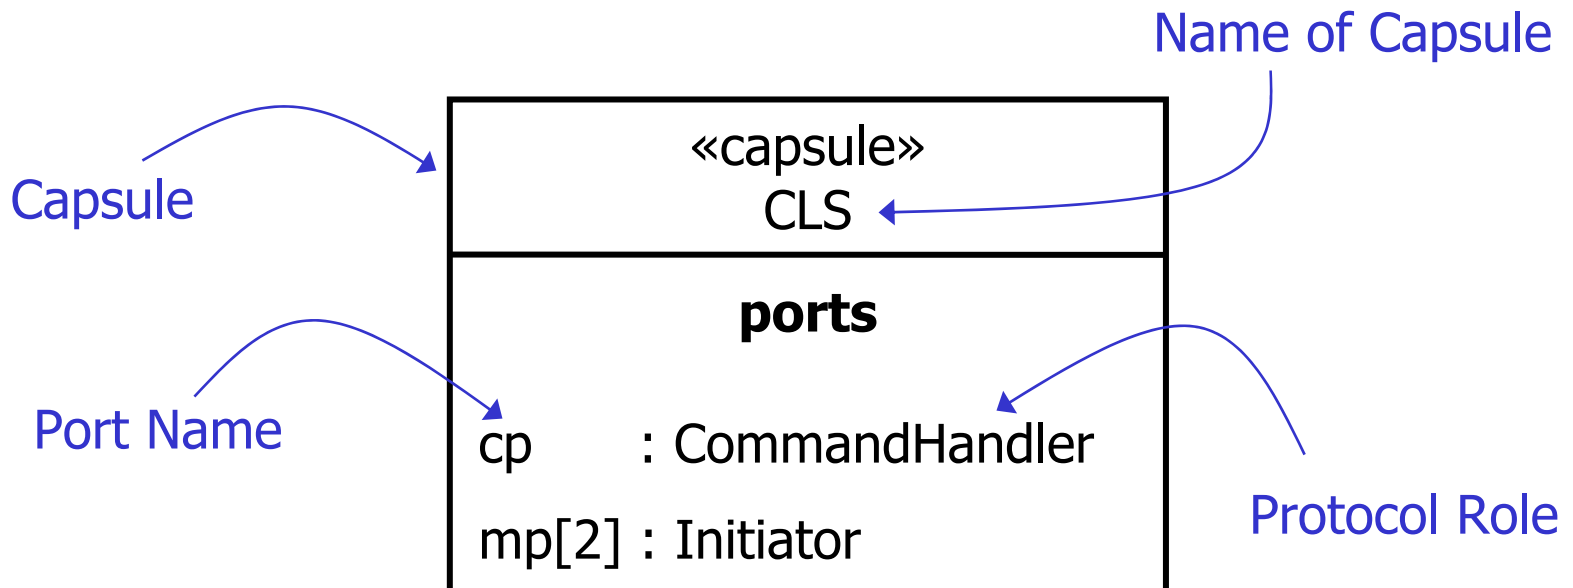 Name of Capsule
«capsule»
Capsule
CLS
ports
Port Name
cp : CommandHandler
Protocol Role
mp[2] : Initiator